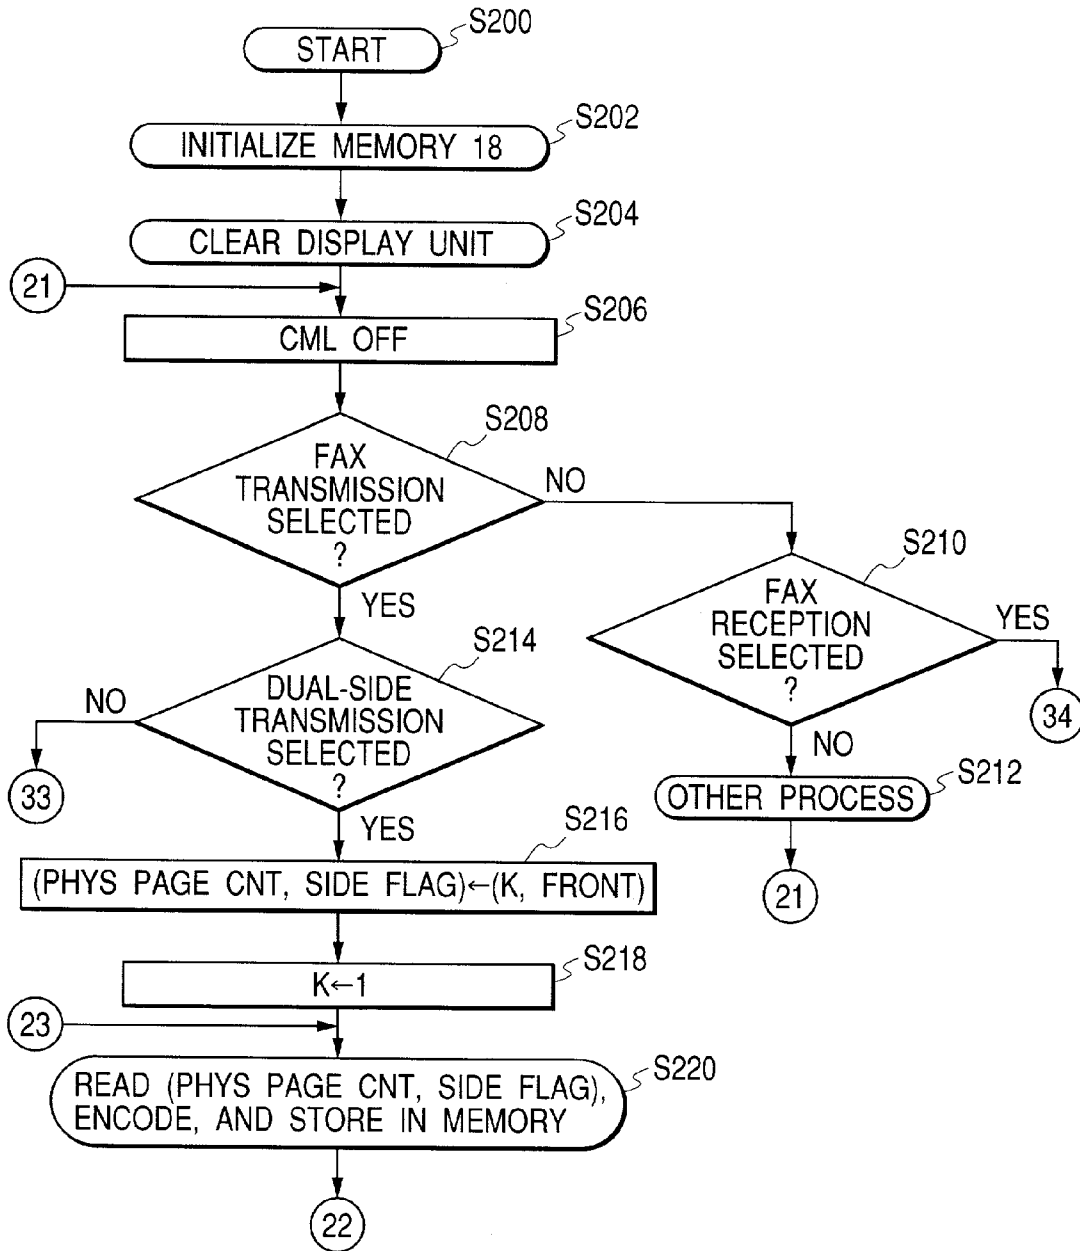 START
S200
INITIALIZE MEMORY 18
S202
CLEAR DISPLAY UNIT
S204
21
CML OFF
S206
FAX
TRANSMISSION
SELECTED
?
S208
NO
YES
FAX
RECEPTION
SELECTED
?
S210
YES
34
NO
OTHER PROCESS
S212
21
DUAL-SIDE
TRANSMISSION
SELECTED
?
S214
NO
33
YES
(PHYS PAGE CNT, SIDE FLAG)←(K, FRONT)
S216
K←1
S218
23
READ (PHYS PAGE CNT, SIDE FLAG),
ENCODE, AND STORE IN MEMORY
S220
22